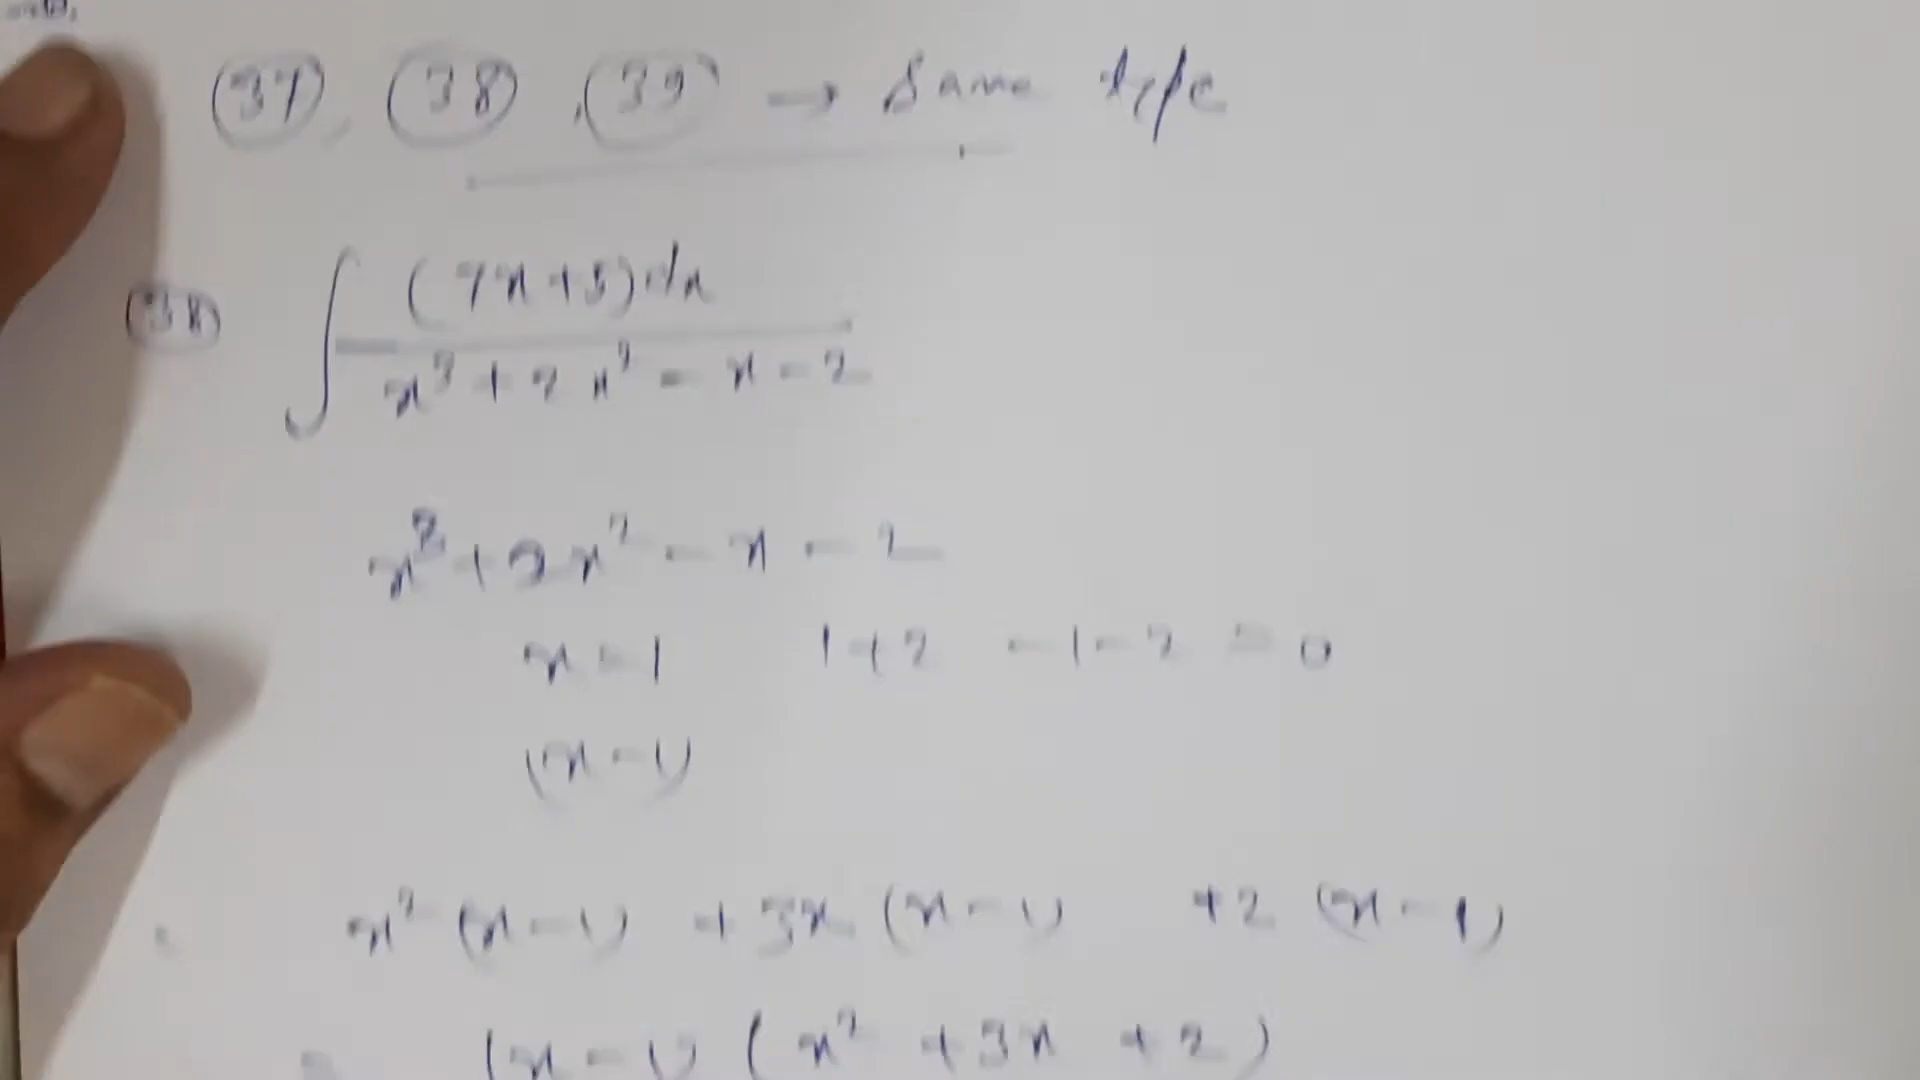 (37), (38), (39) → Same type
(38) ∫ (7x+5)dx / x³+2x²-x-2
x³+2x²-x-2
x=1 1+2 -1-2 =0
(x-1)
x²(x-1) +3x(x-1) +2(x-1)
= (x-1)(x²+3x+2)